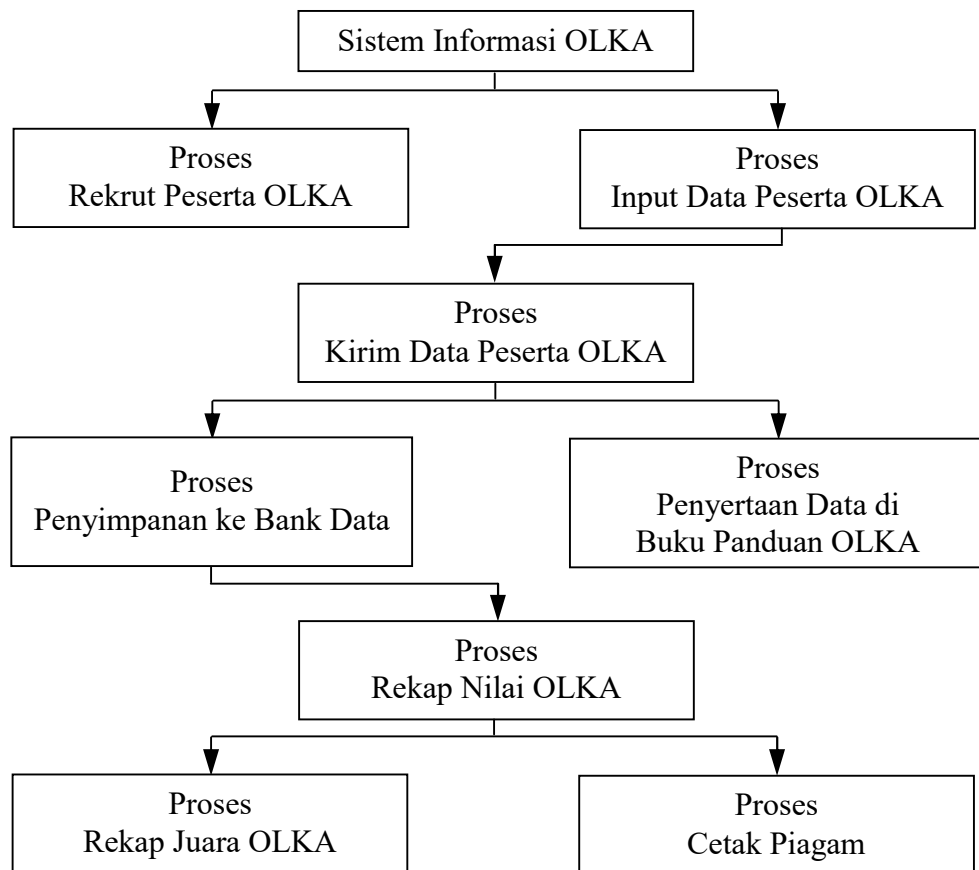 Sistem Informasi OLKA
Proses
Rekrut Peserta OLKA
Proses
Input Data Peserta OLKA
Proses
Kirim Data Peserta OLKA
Proses
Penyimpanan ke Bank Data
Proses
Penyertaan Data di
Buku Panduan OLKA
Proses
Rekap Nilai OLKA
Proses
Rekap Juara OLKA
Proses
Cetak Piagam